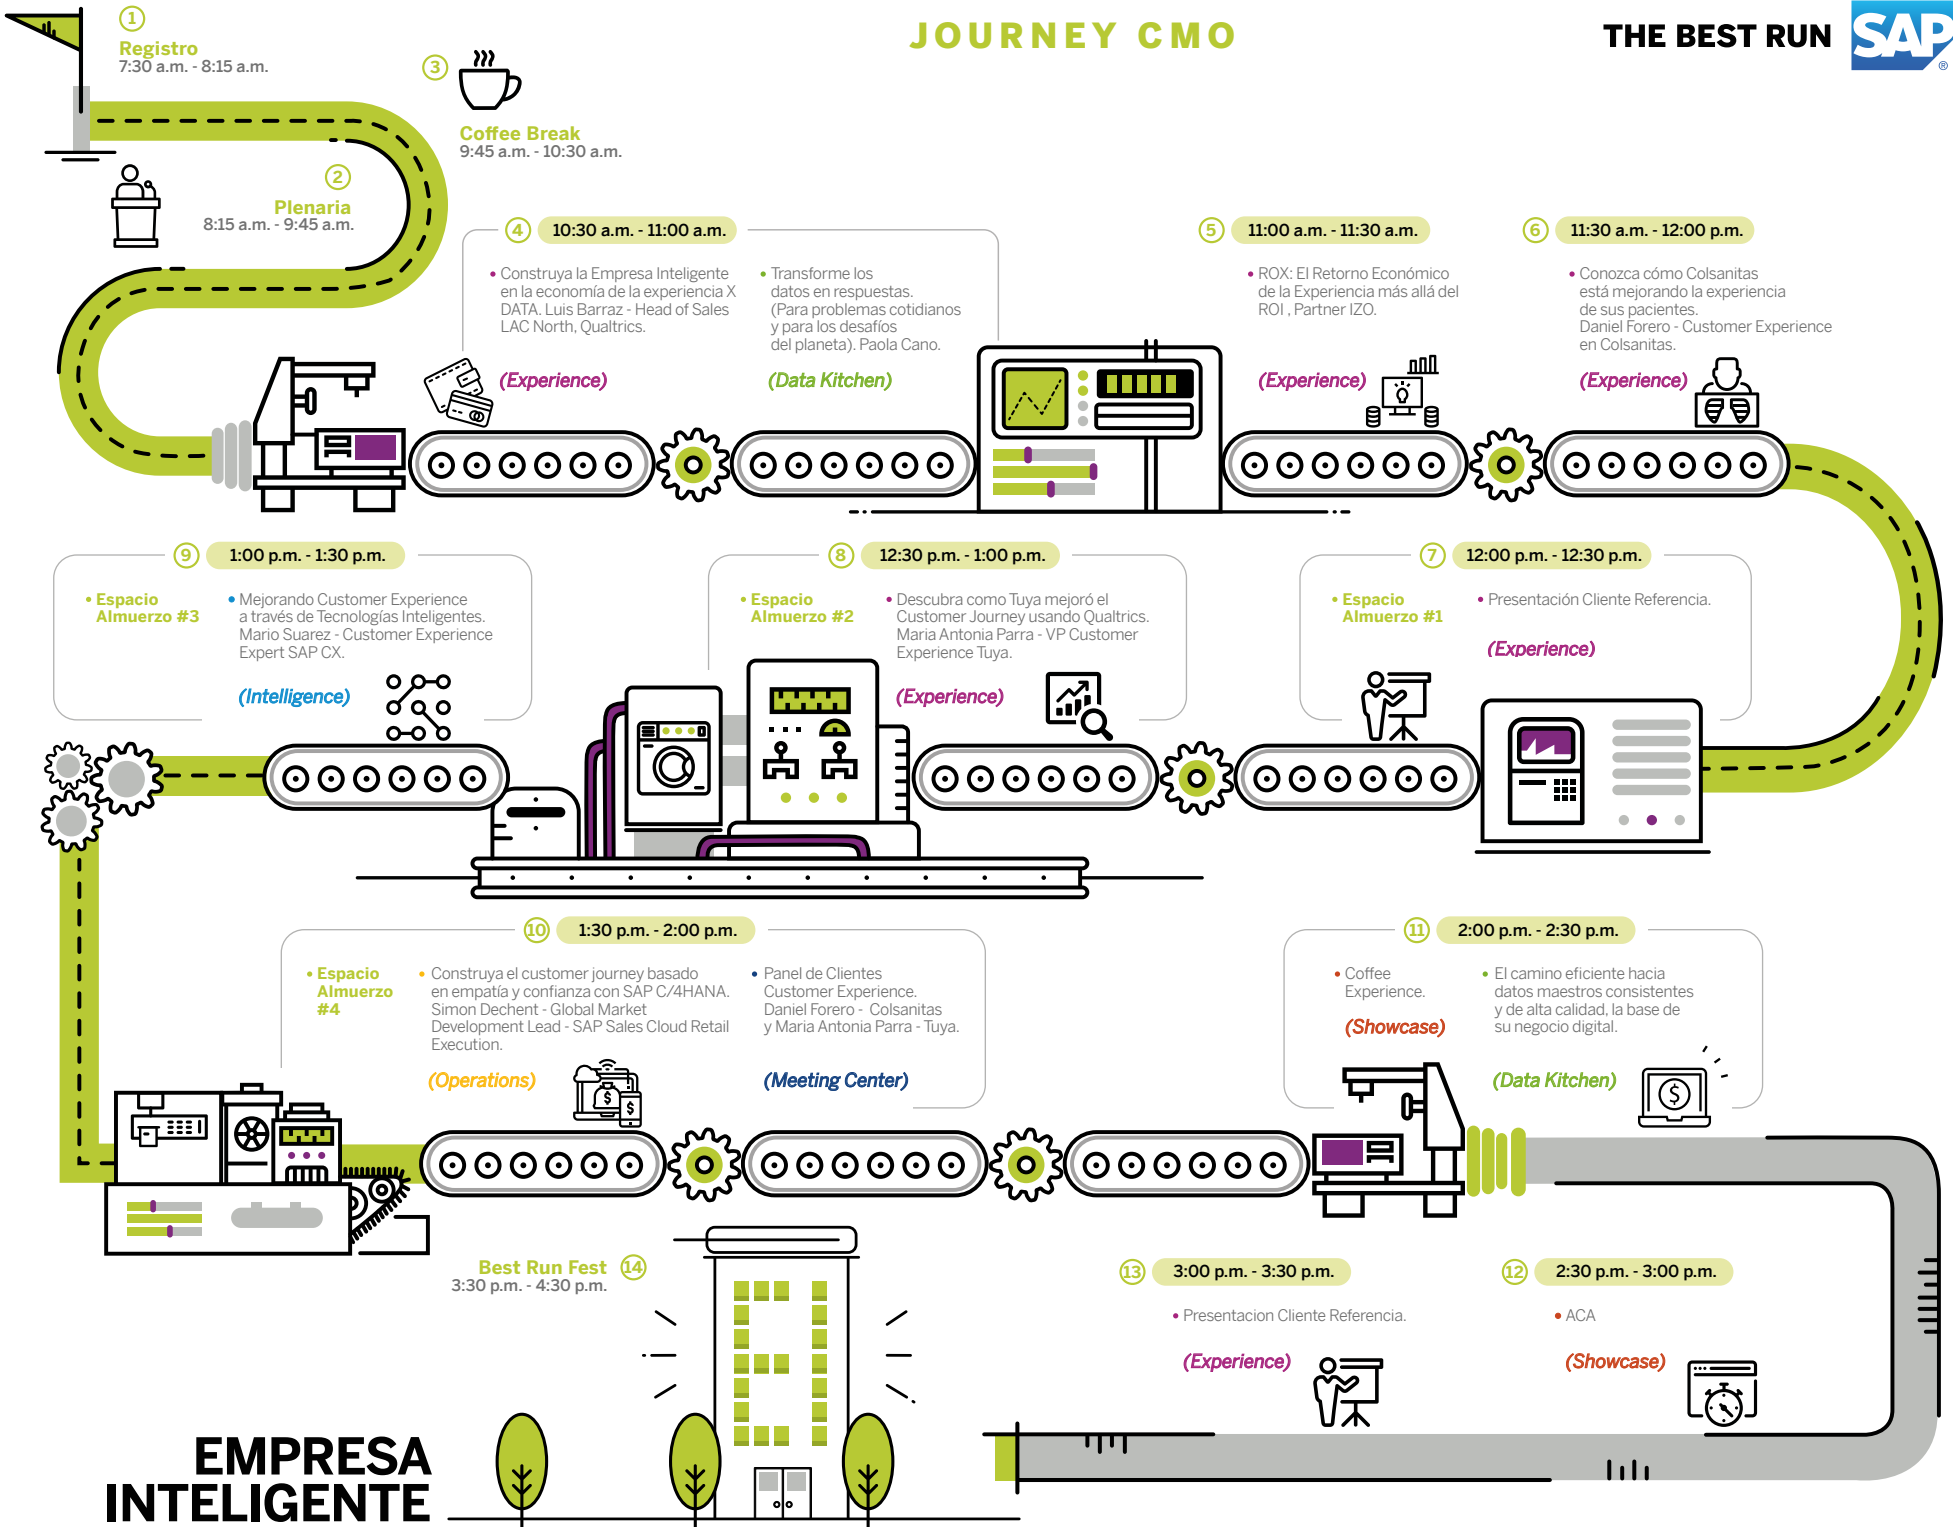 JOURNEY CMO
THE BEST RUN
SAP
®
1
Registro
7:30 a.m. - 8:15 a.m.
2
Plenaria
8:15 a.m. - 9:45 a.m.
3
Coffee Break
9:45 a.m. - 10:30 a.m.
4
10:30 a.m. - 11:00 a.m.
• Construya la Empresa Inteligente
en la economía de la experiencia X
DATA. Luis Barraz - Head of Sales
LAC North, Qualtrics.
(Experience)
• Transforme los
datos en respuestas.
(Para problemas cotidianos
y para los desafíos
del planeta). Paola Cano.
(Data Kitchen)
5
11:00 a.m. - 11:30 a.m.
• ROX: El Retorno Económico
de la Experiencia más allá del
ROI , Partner IZO.
(Experience)
6
11:30 a.m. - 12:00 p.m.
• Conozca cómo Colsanitas
está mejorando la experiencia
de sus pacientes.
Daniel Forero - Customer Experience
en Colsanitas.
(Experience)
7
12:00 p.m. - 12:30 p.m.
• Espacio
Almuerzo #1
• Presentación Cliente Referencia.
(Experience)
8
12:30 p.m. - 1:00 p.m.
• Espacio
Almuerzo #2
• Descubra como Tuya mejoró el
Customer Journey usando Qualtrics.
Maria Antonia Parra - VP Customer
Experience Tuya.
(Experience)
9
1:00 p.m. - 1:30 p.m.
• Espacio
Almuerzo #3
• Mejorando Customer Experience
a través de Tecnologías Inteligentes.
Mario Suarez - Customer Experience
Expert SAP CX.
(Intelligence)
10
1:30 p.m. - 2:00 p.m.
• Espacio
Almuerzo
#4
• Construya el customer journey basado
en empatía y confianza con SAP C/4HANA.
Simon Dechent - Global Market
Development Lead - SAP Sales Cloud Retail
Execution.
(Operations)
• Panel de Clientes
Customer Experience.
Daniel Forero - Colsanitas
y Maria Antonia Parra - Tuya.
(Meeting Center)
11
2:00 p.m. - 2:30 p.m.
• Coffee
Experience.
(Showcase)
• El camino eficiente hacia
datos maestros consistentes
y de alta calidad, la base de
su negocio digital.
(Data Kitchen)
12
2:30 p.m. - 3:00 p.m.
• ACA
(Showcase)
13
3:00 p.m. - 3:30 p.m.
• Presentacion Cliente Referencia.
(Experience)
Best Run Fest
14
3:30 p.m. - 4:30 p.m.
EMPRESA
INTELIGENTE